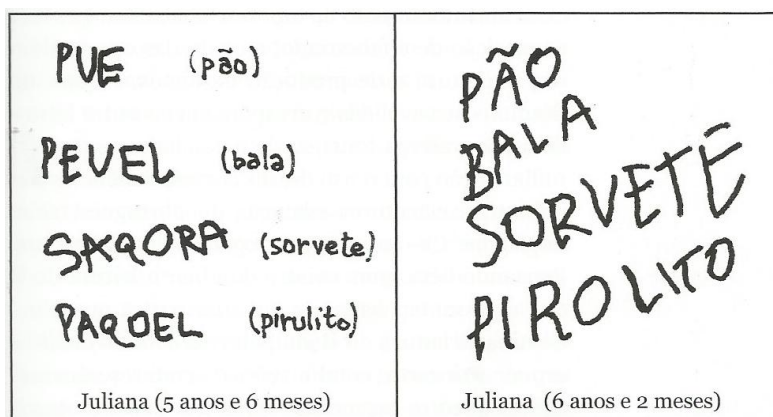 PUE (pão)
PEVEL (bala)
SAQORA (sorvete)
PAQOEL (pirulito)
Juliana (5 anos e 6 meses)
PÃO
BALA
SORVETE
PIROLITO
Juliana (6 anos e 2 meses)